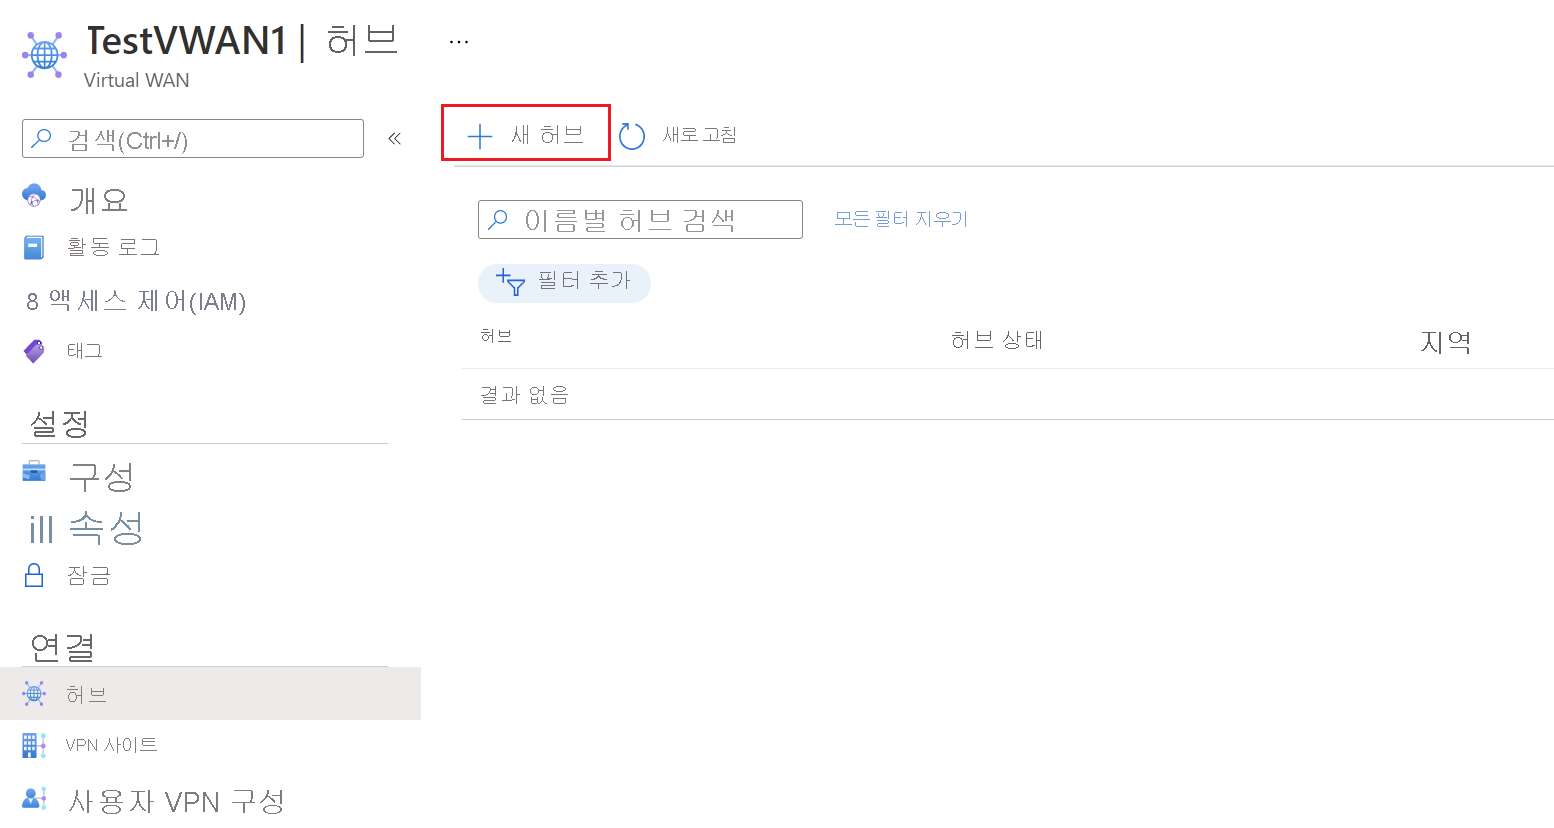 TestVWAN1 | 허브 ...
Virtual WAN
검색(Ctrl+/) «
개요
활동 로그
8 액세스 제어(IAM)
태그
설정
구성
ill 속성
잠금
연결
허브
VPN 사이트
사용자 VPN 구성
새 허브 새로 고침
이름별 허브 검색 모든 필터 지우기
필터 추가
허브 허브 상태 지역
결과 없음